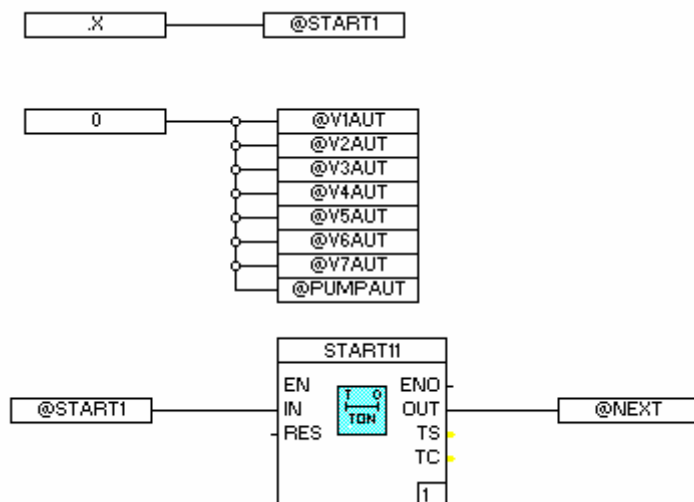 .X @START1
0 @V1AUT
@V2AUT
@V3AUT
@V4AUT
@V5AUT
@V6AUT
@V7AUT
@PUMPAUT
START11
EN T 0 ENO
@START1 IN TON OUT @NEXT
RES TS
TC
1